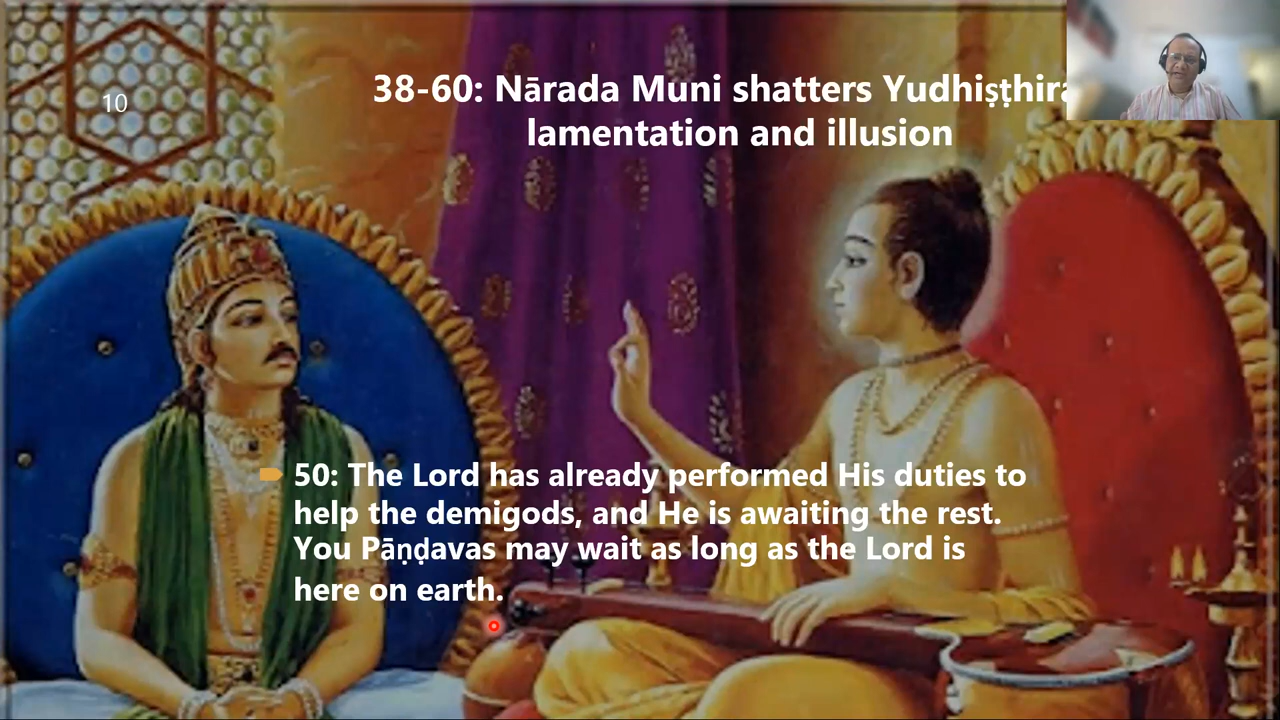 10
38-60: Nārada Muni shatters Yudhiṣṭhira
lamentation and illusion
50: The Lord has already performed His duties to
help the demigods, and He is awaiting the rest.
You Pāṇḍavas may wait as long as the Lord is
here on earth.